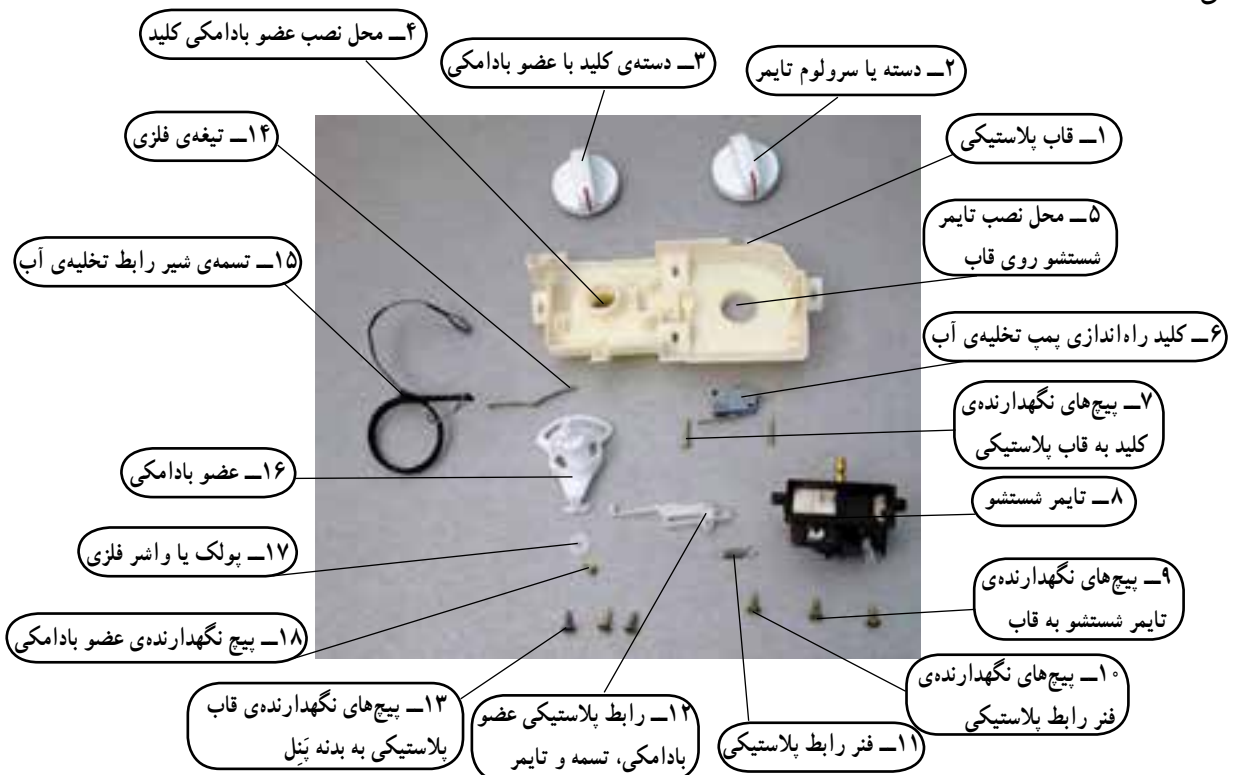 ۴ــ محل نصب عضو بادامکی کلید
۳ــ دسته‌ی کلید با عضو بادامکی
۲ــ دسته یا سرولوم تایمر
۱۴ــ تیغه‌ی فلزی
۱ــ قاب پلاستیکی
۵ــ محل نصب تایمر
شستشو روی قاب
۱۵ــ تسمه‌ی شیر رابط تخلیه‌ی آب
۶ــ کلید راه‌اندازی پمپ تخلیه‌ی آب
۷ــ پیچ‌های نگهدارنده‌ی
کلید به قاب پلاستیکی
۱۶ــ عضو بادامکی
۸ــ تایمر شستشو
۱۷ــ پولک یا واشر فلزی
۹ــ پیچ‌های نگهدارنده‌ی
تایمر شستشو به قاب
۱۸ــ پیچ نگهدارنده‌ی عضو بادامکی
۱۰ــ پیچ‌های نگهدارنده‌ی
فنر رابط پلاستیکی
۱۳ــ پیچ‌های نگهدارنده‌ی قاب
پلاستیکی به بدنه پَنِل
۱۲ــ رابط پلاستیکی عضو
بادامکی، تسمه و تایمر
۱۱ــ فنر رابط پلاستیکی